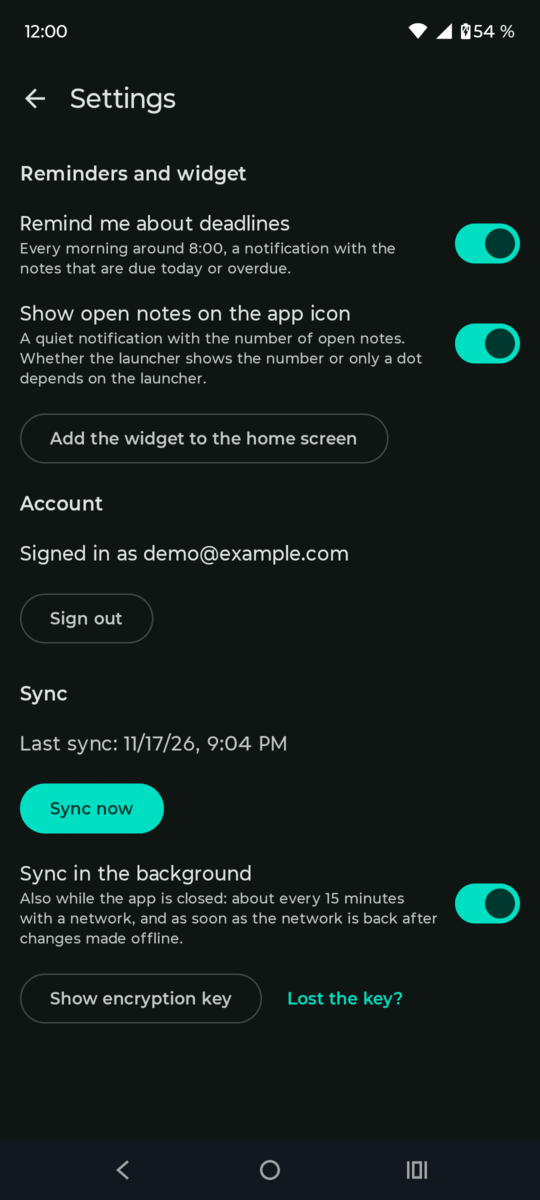 12:00
54 %
Settings
Reminders and widget
Remind me about deadlines
Every morning around 8:00, a notification with the
notes that are due today or overdue.
Show open notes on the app icon
A quiet notification with the number of open notes.
Whether the launcher shows the number or only a dot
depends on the launcher.
Add the widget to the home screen
Account
Signed in as demo@example.com
Sign out
Sync
Last sync: 11/17/26, 9:04 PM
Sync now
Sync in the background
Also while the app is closed: about every 15 minutes
with a network, and as soon as the network is back after
changes made offline.
Show encryption key
Lost the key?